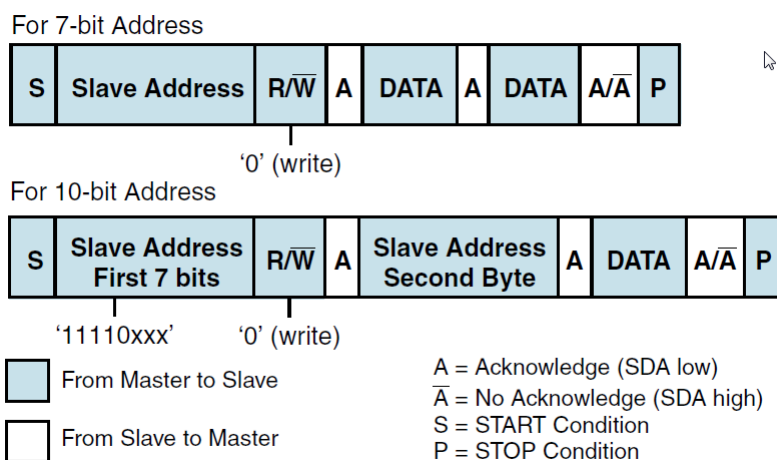 For 7-bit Address
S Slave Address R/W̅ A DATA A DATA A/A̅ P
‘0’ (write)
For 10-bit Address
S Slave Address First 7 bits R/W̅ A Slave Address Second Byte A DATA A/A̅ P
‘11110xxx’ ‘0’ (write)
From Master to Slave
From Slave to Master
A = Acknowledge (SDA low)
A̅ = No Acknowledge (SDA high)
S = START Condition
P = STOP Condition